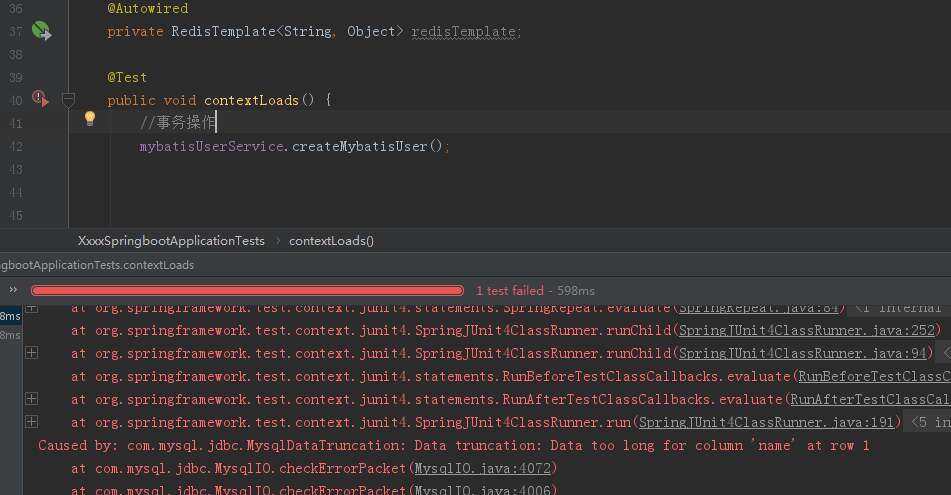 36 @Autowired
37 private RedisTemplate<String, Object> redisTemplate;
38
39 @Test
40 public void contextLoads() {
41 //事务操作
42 mybatisUserService.createMybatisUser();
43
44
45
XxxxSpringbootApplicationTests › contextLoads()
ngbootApplicationTests.contextLoads
» 1 test failed - 598ms
8ms at org.springframework.test.context.junit4.statements.SpringRepeat.evaluate(SpringRepeat.java:84) <1 internal
8ms at org.springframework.test.context.junit4.SpringJUnit4ClassRunner.runChild(SpringJUnit4ClassRunner.java:252)
at org.springframework.test.context.junit4.SpringJUnit4ClassRunner.runChild(SpringJUnit4ClassRunner.java:94) <
at org.springframework.test.context.junit4.statements.RunBeforeTestClassCallbacks.evaluate(RunBeforeTestClassC
at org.springframework.test.context.junit4.statements.RunAfterTestClassCallbacks.evaluate(RunAfterTestClassCal
at org.springframework.test.context.junit4.SpringJUnit4ClassRunner.run(SpringJUnit4ClassRunner.java:191) <5 in
Caused by: com.mysql.jdbc.MysqlDataTruncation: Data truncation: Data too long for column 'name' at row 1
at com.mysql.jdbc.MysqlIO.checkErrorPacket(MysqlIO.java:4072)
at com.mysql.jdbc.MysqlIO.checkErrorPacket(MysqlIO.java:4006)